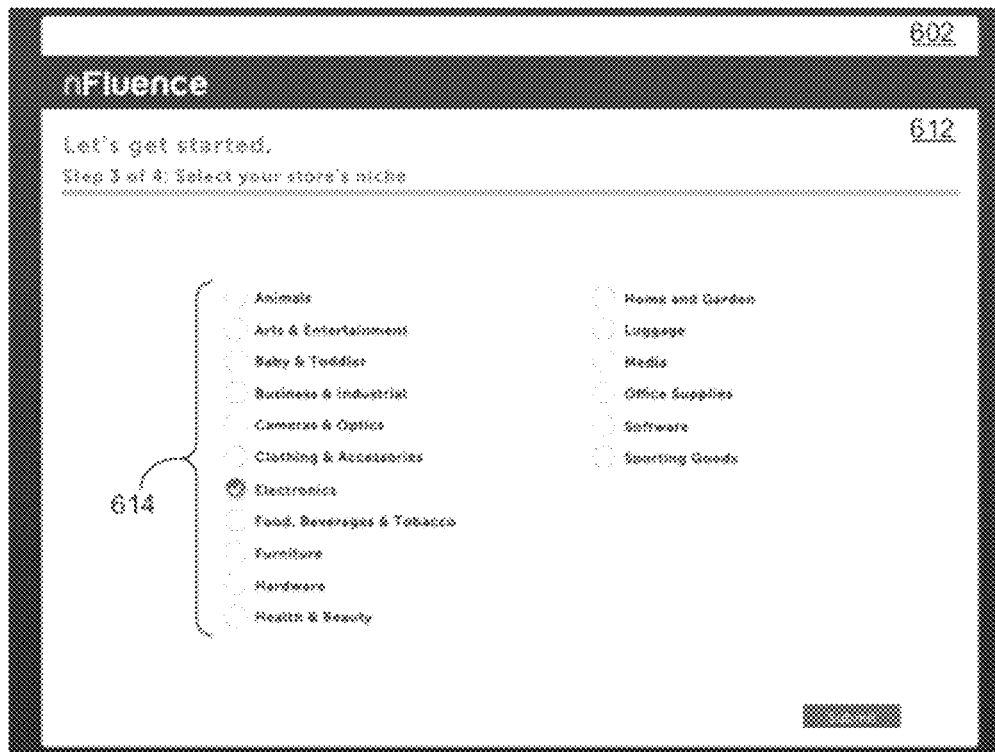 602
nFluence
612
Let's get started.
Step 3 of 4: Select your store's niche
Animals
Arts & Entertainment
Baby & Toddler
Business & Industrial
Cameras & Optics
Clothing & Accessories
Electronics
Food, Beverages & Tobacco
Furniture
Hardware
Health & Beauty
Home and Garden
Luggage
Media
Office Supplies
Software
Sporting Goods
614